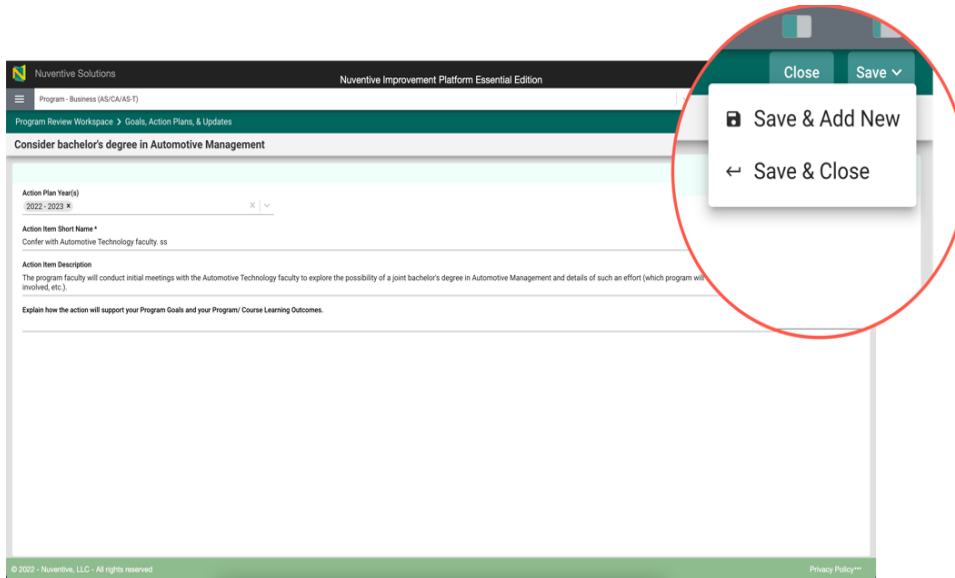 Nuventive Solutions
Nuventive Improvement Platform Essential Edition
Program - Business (AS/CA/AS-T)
Program Review Workspace > Goals, Action Plans, & Updates
Close
Save
Save & Add New
Save & Close
Consider bachelor's degree in Automotive Management
Action Plan Year(s)
2022 - 2023 ×
Action Item Short Name *
Confer with Automotive Technology faculty. ss
Action Item Description
The program faculty will conduct initial meetings with the Automotive Technology faculty to explore the possibility of a joint bachelor's degree in Automotive Management and details of such an effort (which program will
involved, etc.).
Explain how the action will support your Program Goals and your Program/ Course Learning Outcomes.
© 2022 - Nuventive, LLC - All rights reserved
Privacy Policy